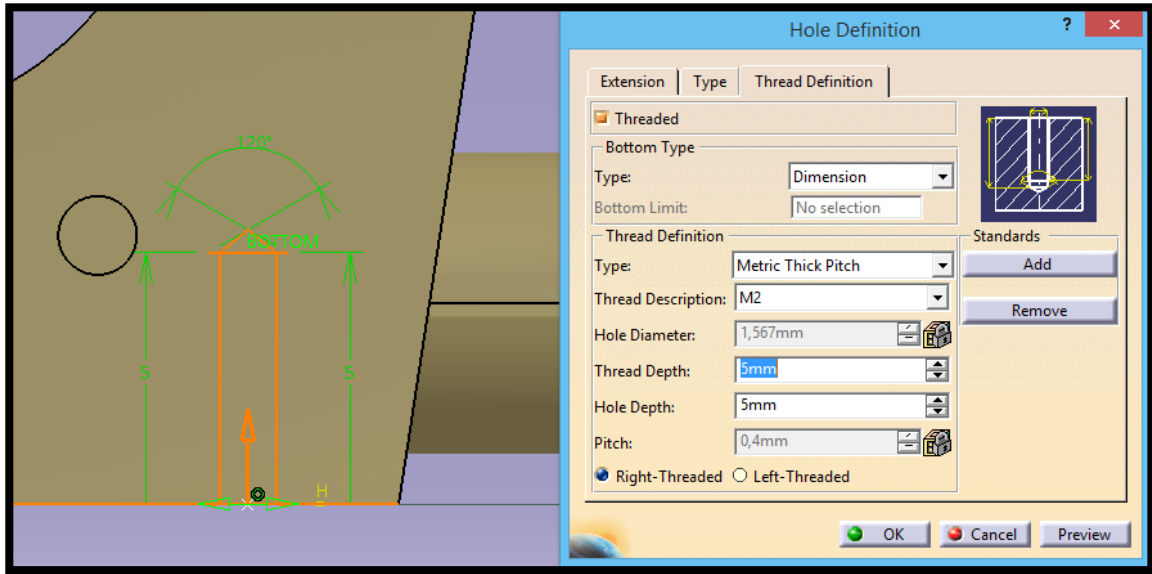 Hole Definition
?
×
Extension
Type
Thread Definition
Threaded
Bottom Type
Type:
Dimension
Bottom Limit:
No selection
Thread Definition
Type:
Metric Thick Pitch
Thread Description:
M2
Hole Diameter:
1,567mm
Thread Depth:
5mm
Hole Depth:
5mm
Pitch:
0,4mm
Right-Threaded
Left-Threaded
Standards
Add
Remove
OK
Cancel
Preview
120°
BOTTOM
5
5
H